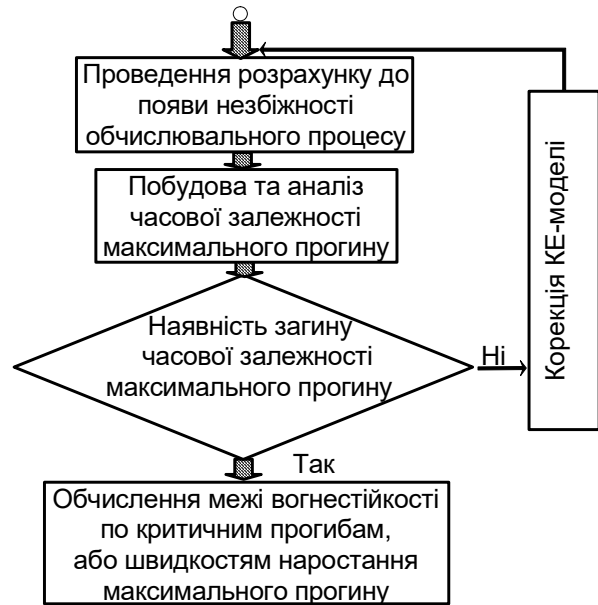 Проведення розрахунку до
появи незбіжності
обчислювального процесу
Побудова та аналіз
часової залежності
максимального прогину
Наявність загину
часової залежності
максимального прогину
Ні
Корекція КЕ-моделі
Так
Обчислення межі вогнестійкості
по критичним прогибам,
або швидкостям наростання
максимального прогину